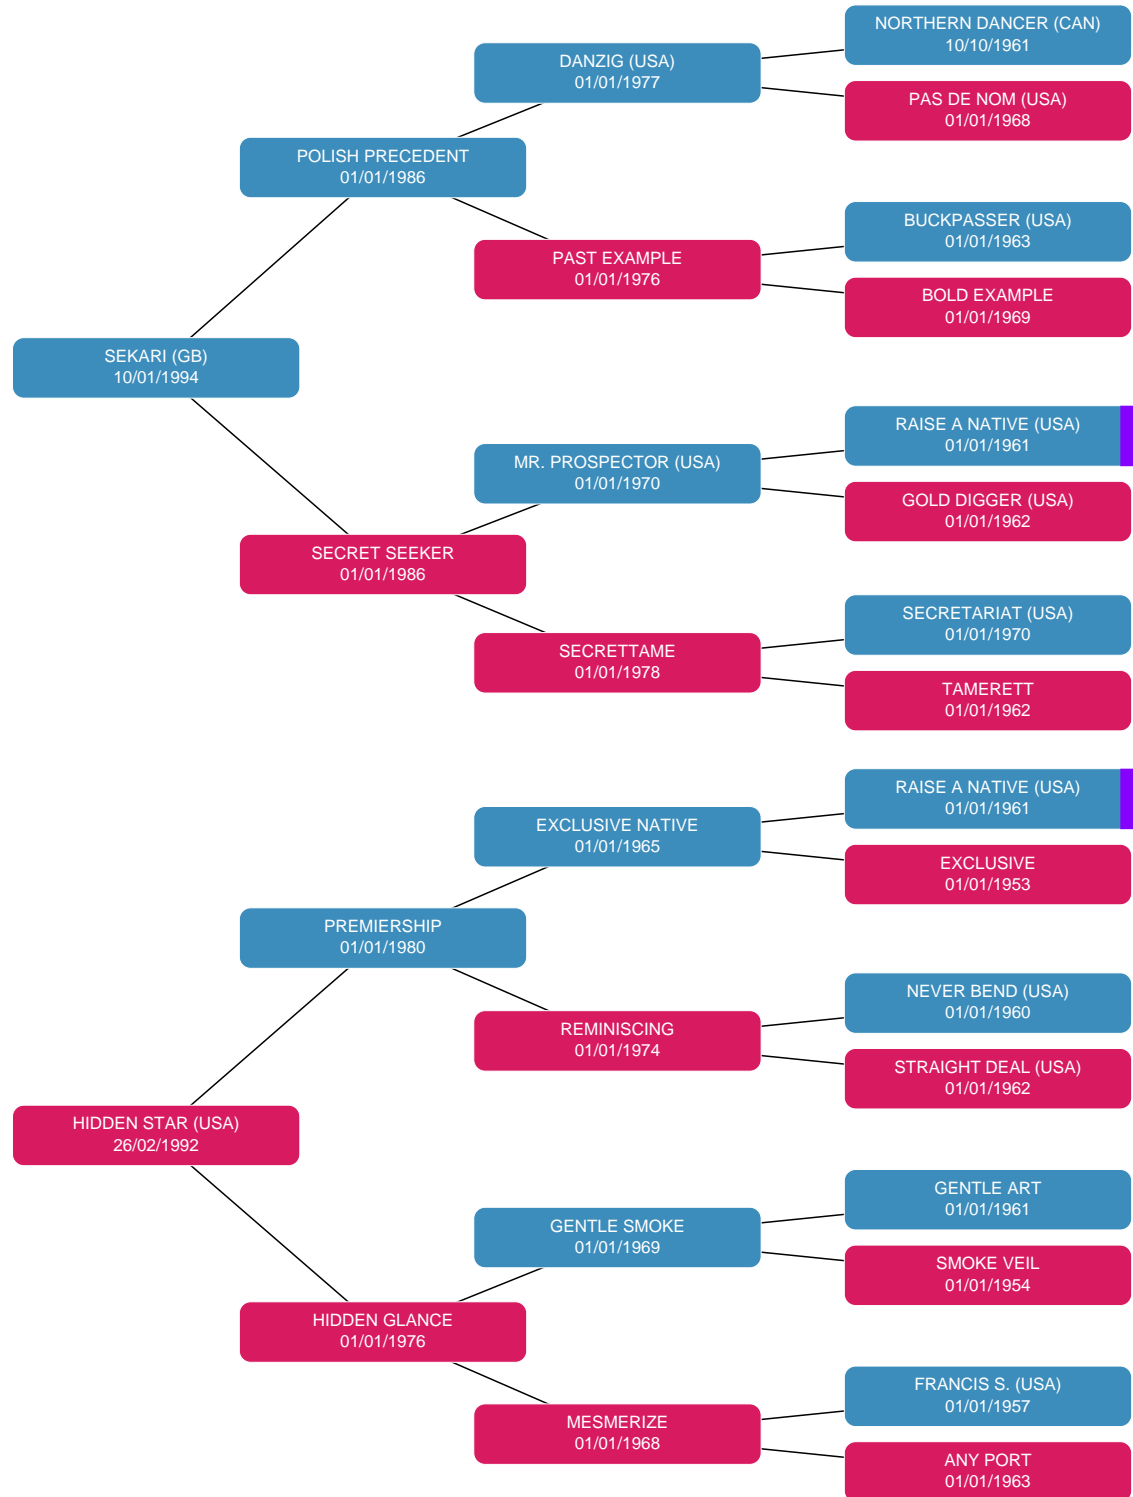 NORTHERN DANCER (CAN)
10/10/1961
DANZIG (USA)
01/01/1977
PAS DE NOM (USA)
01/01/1968
POLISH PRECEDENT
01/01/1986
BUCKPASSER (USA)
01/01/1963
PAST EXAMPLE
01/01/1976
BOLD EXAMPLE
01/01/1969
SEKARI (GB)
10/01/1994
RAISE A NATIVE (USA)
01/01/1961
MR. PROSPECTOR (USA)
01/01/1970
GOLD DIGGER (USA)
01/01/1962
SECRET SEEKER
01/01/1986
SECRETARIAT (USA)
01/01/1970
SECRETTAME
01/01/1978
TAMERETT
01/01/1962
RAISE A NATIVE (USA)
01/01/1961
EXCLUSIVE NATIVE
01/01/1965
EXCLUSIVE
01/01/1953
PREMIERSHIP
01/01/1980
NEVER BEND (USA)
01/01/1960
REMINISCING
01/01/1974
STRAIGHT DEAL (USA)
01/01/1962
HIDDEN STAR (USA)
26/02/1992
GENTLE ART
01/01/1961
GENTLE SMOKE
01/01/1969
SMOKE VEIL
01/01/1954
HIDDEN GLANCE
01/01/1976
FRANCIS S. (USA)
01/01/1957
MESMERIZE
01/01/1968
ANY PORT
01/01/1963